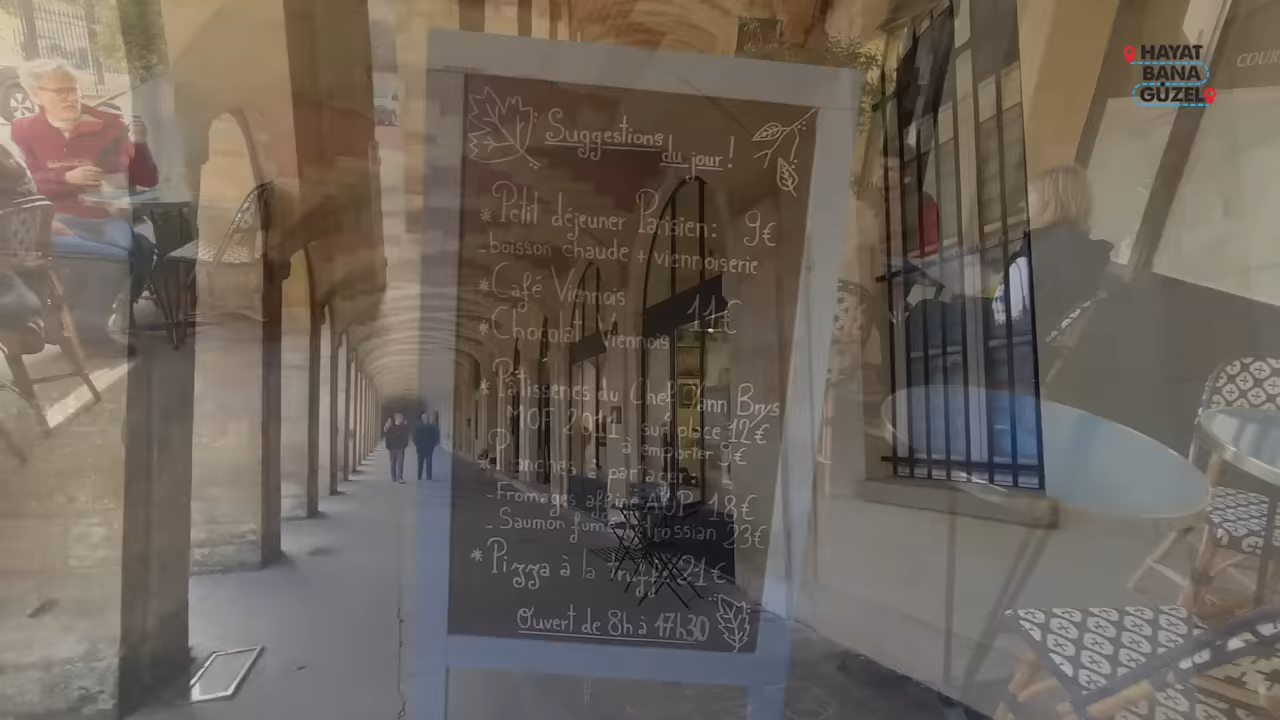 HAYAT
BANA
GÜZEL
COUR
Suggestions
du jour!
* Petit déjeuner Parisien: 9€
- boisson chaude + viennoiserie
* Café Viennois
11€
* Chocolat Viennois
* Pâtisseries du Chef Yann Brys
MOF 2011 sur place 12€
à emporter 9€
* Planches à partager
- Fromages affiné AOP 18€
- Saumon fumé Petrossian 23€
* Pizza à la truffe 21€
Ouvert de 8h à 17h30